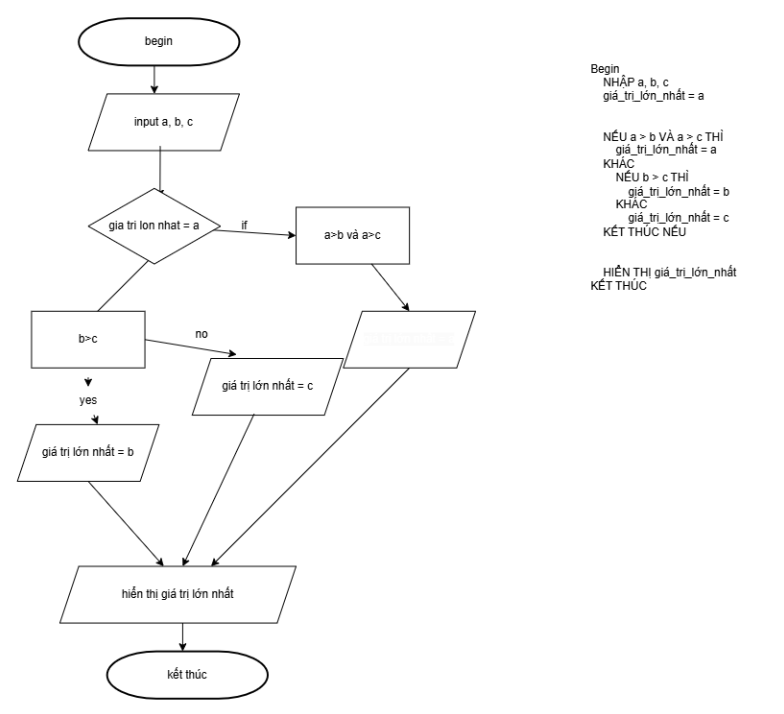 begin
input a, b, c
gia tri lon nhat = a
if
a>b và a>c
b>c
no
giá trị lớn nhất = c
yes
giá trị lớn nhất = b
hiển thị giá trị lớn nhất
kết thúc
Begin
NHẬP a, b, c
giá_trị_lớn_nhất = a
NẾU a > b VÀ a > c THÌ
giá_trị_lớn_nhất = a
KHÁC
NẾU b > c THÌ
giá_trị_lớn_nhất = b
KHÁC
giá_trị_lớn_nhất = c
KẾT THÚC NẾU
HIỂN THỊ giá_trị_lớn_nhất
KẾT THÚC